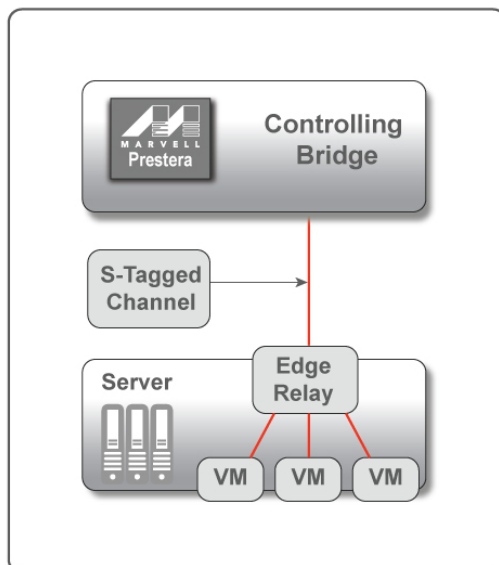 MARVELL
Prestera
Controlling
Bridge
S-Tagged
Channel
Edge
Relay
Server
VM
VM
VM